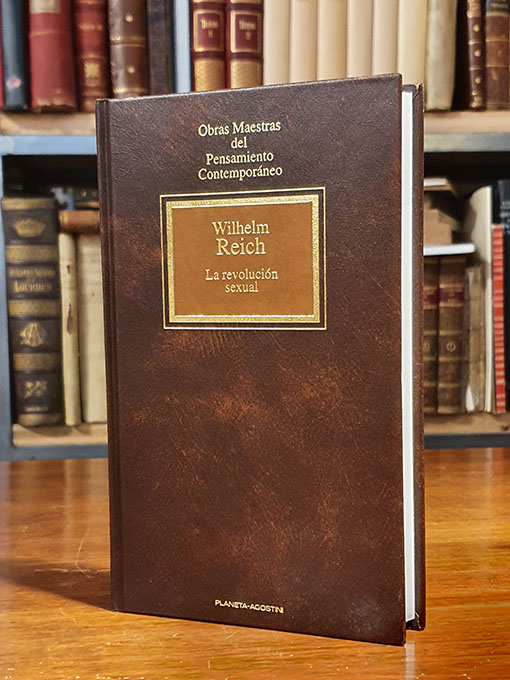 Obras Maestras
del
Pensamiento
Contemporáneo
Wilhelm
Reich
La revolución
sexual
PLANETA-AGOSTINI